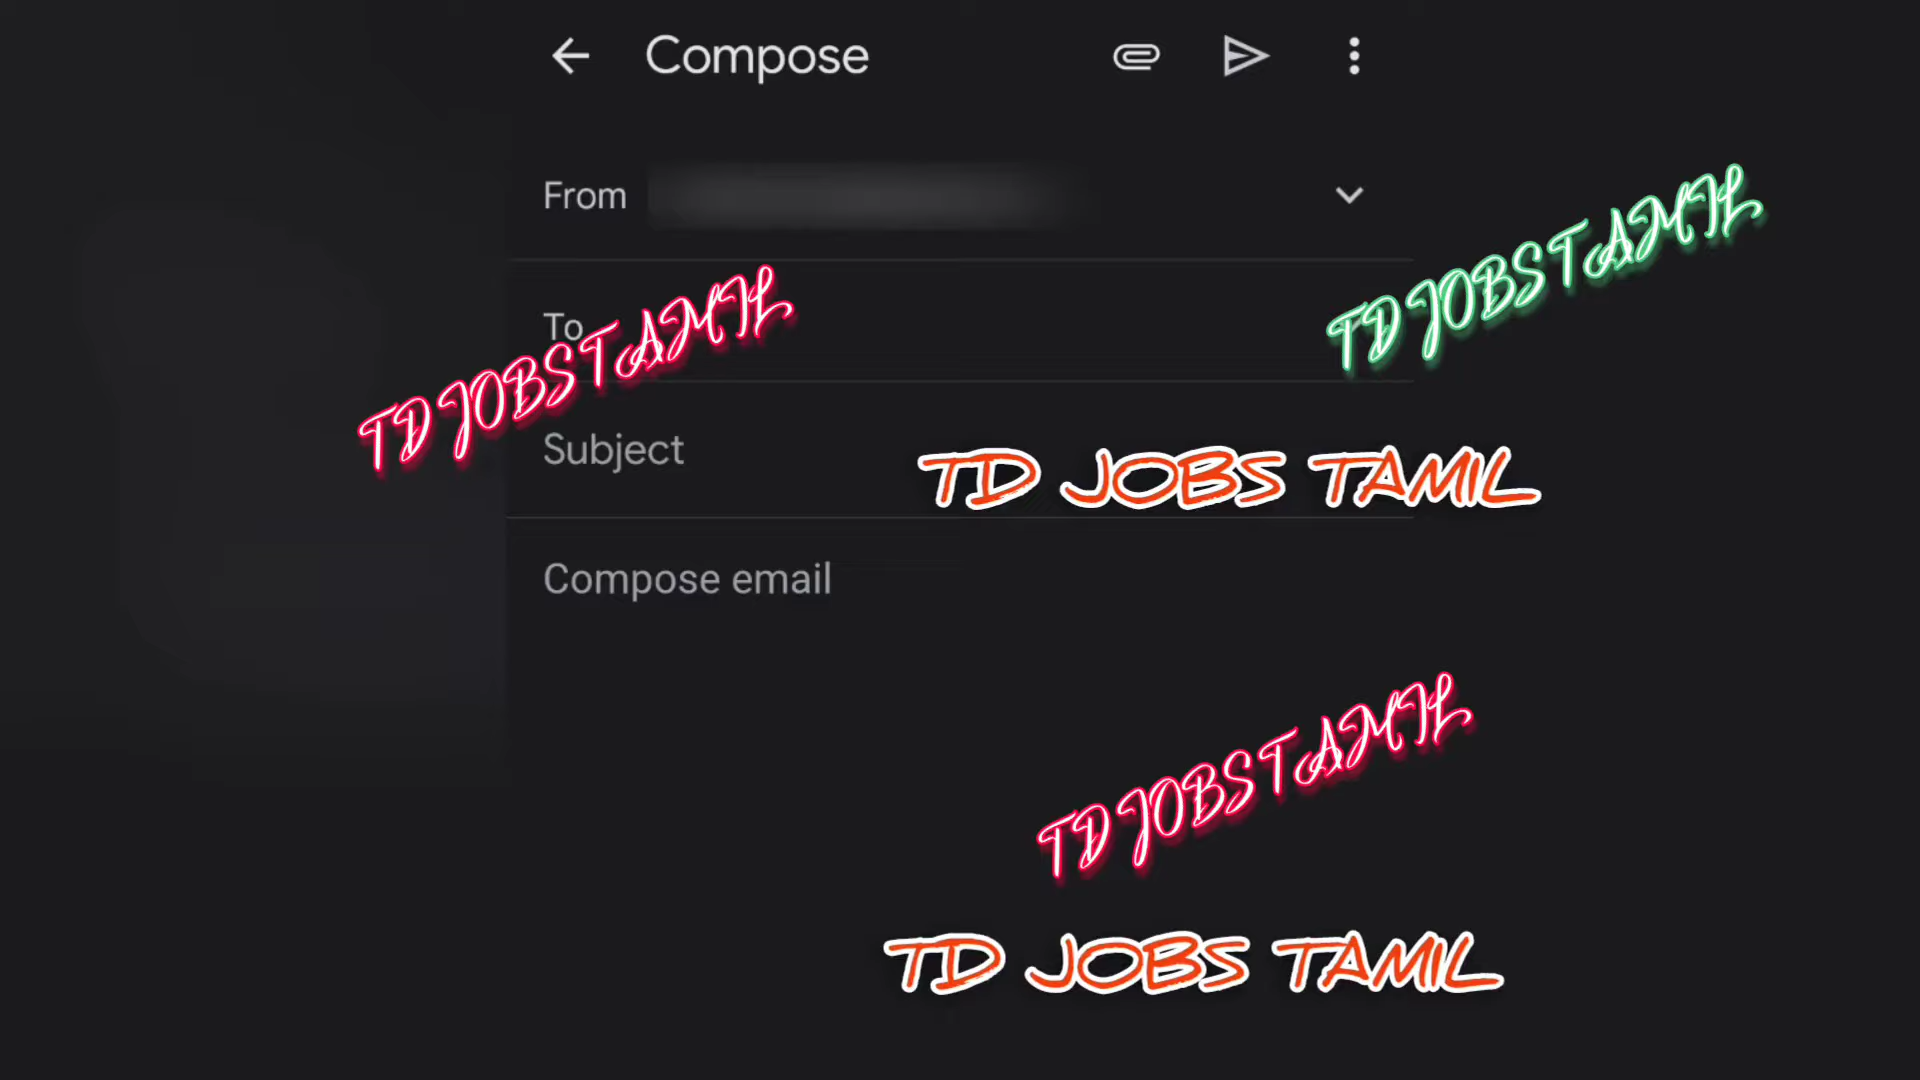 Compose
From
TD JOBS TAMIL
To
TD JOBS TAMIL
Subject
TD JOBS TAMIL
Compose email
TD JOBS TAMIL
TD JOBS TAMIL